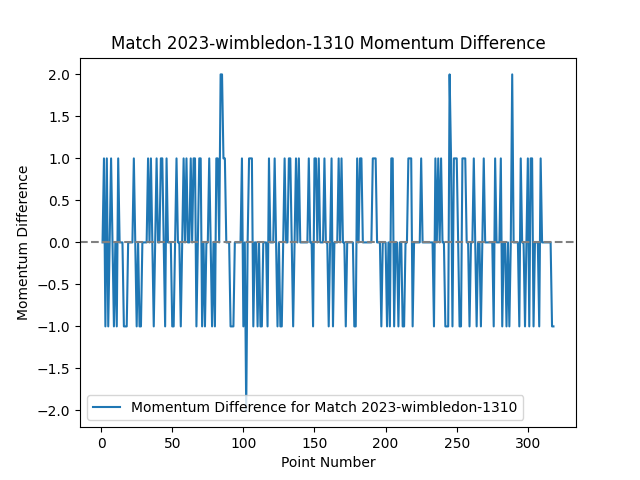 Match 2023-wimbledon-1310 Momentum Difference
2.0
1.5
1.0
0.5
0.0
−0.5
−1.0
−1.5
−2.0
Momentum Difference
Momentum Difference for Match 2023-wimbledon-1310
0 50 100 150 200 250 300
Point Number